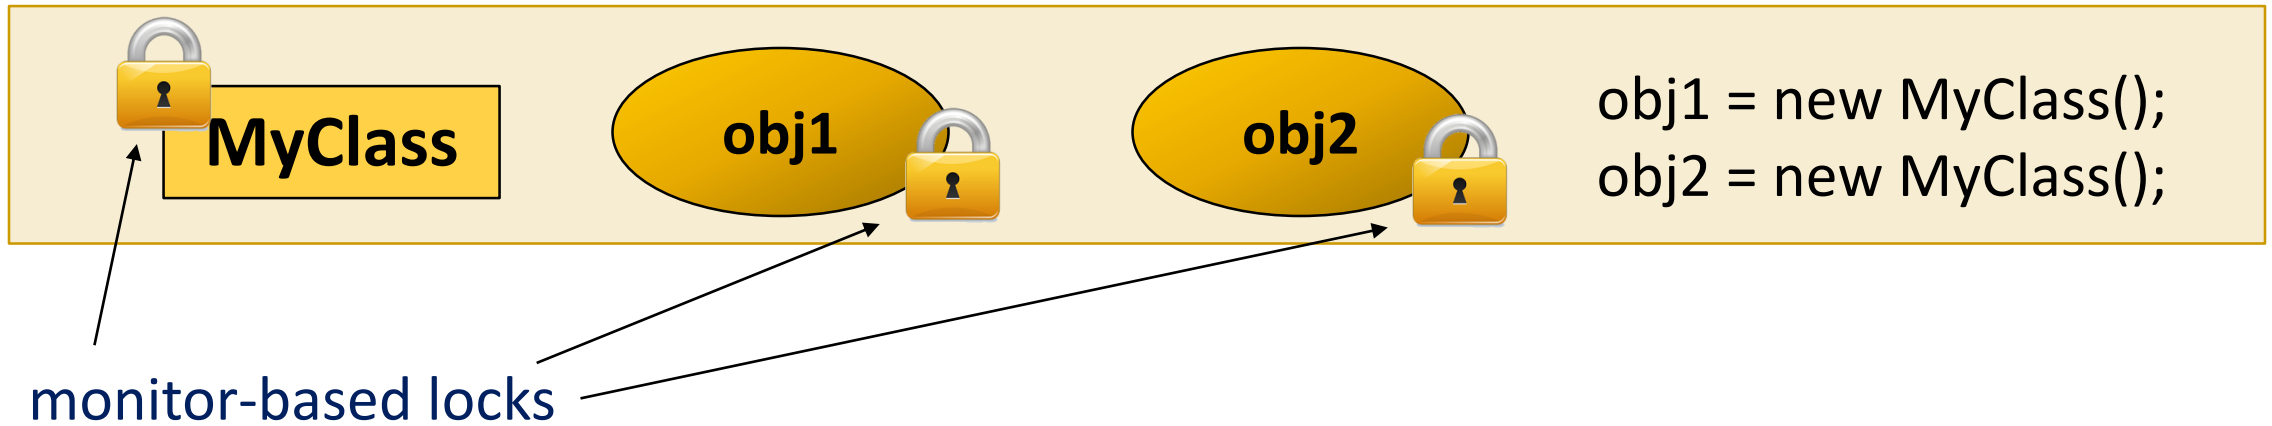 MyClass
obj1
obj2
obj1 = new MyClass();
obj2 = new MyClass();
monitor-based locks